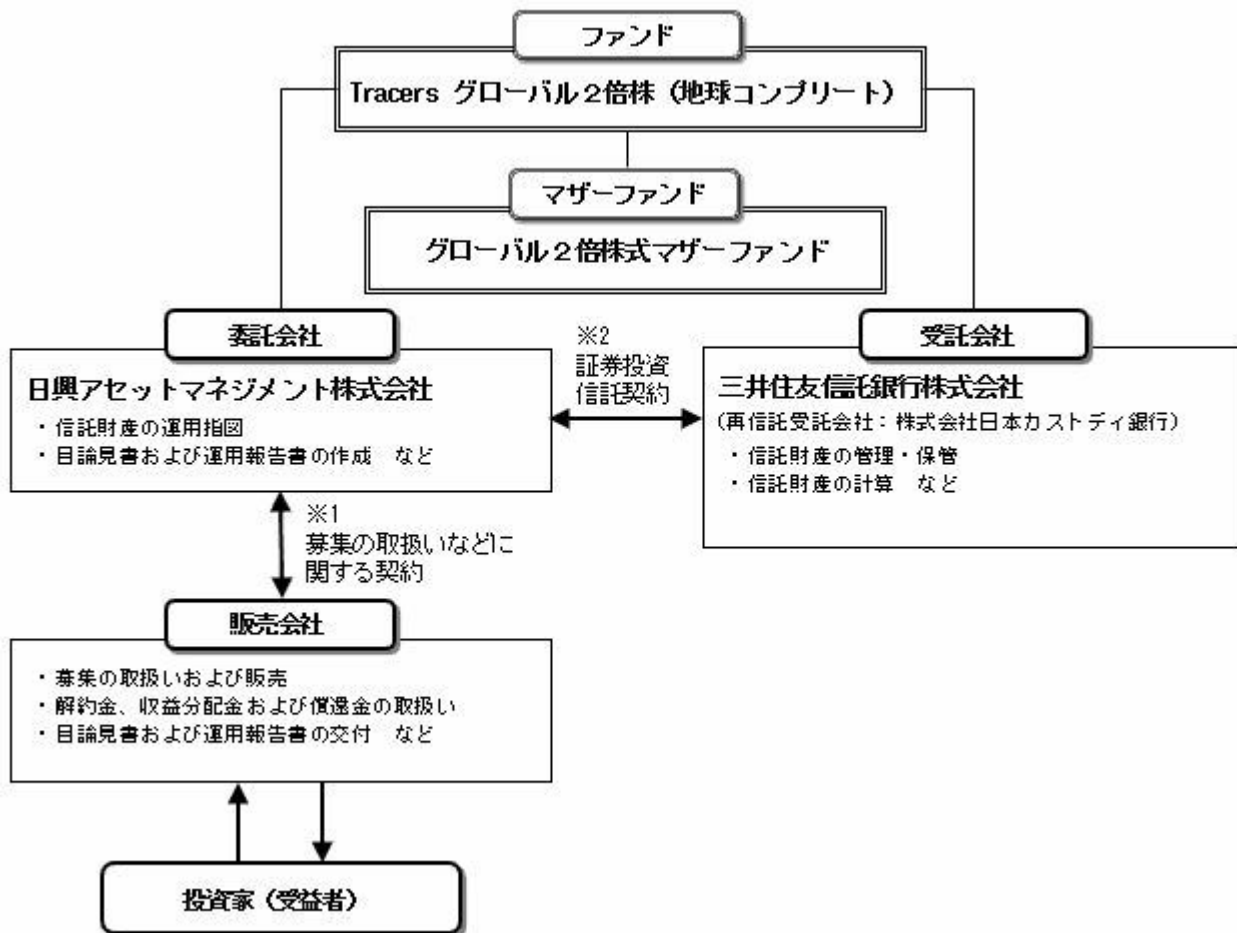 ファンド
Tracers グローバル2倍株（地球コンプリート）
マザーファンド
グローバル2倍株式マザーファンド
委託会社
日興アセットマネジメント株式会社
・信託財産の運用指図
・目論見書および運用報告書の作成　など
※2
証券投資
信託契約
受託会社
三井住友信託銀行株式会社
（再信託受託会社：株式会社日本カストディ銀行）
・信託財産の管理・保管
・信託財産の計算　など
※1
募集の取扱いなどに
関する契約
販売会社
・募集の取扱いおよび販売
・解約金、収益分配金および償還金の取扱い
・目論見書および運用報告書の交付　など
投資家（受益者）